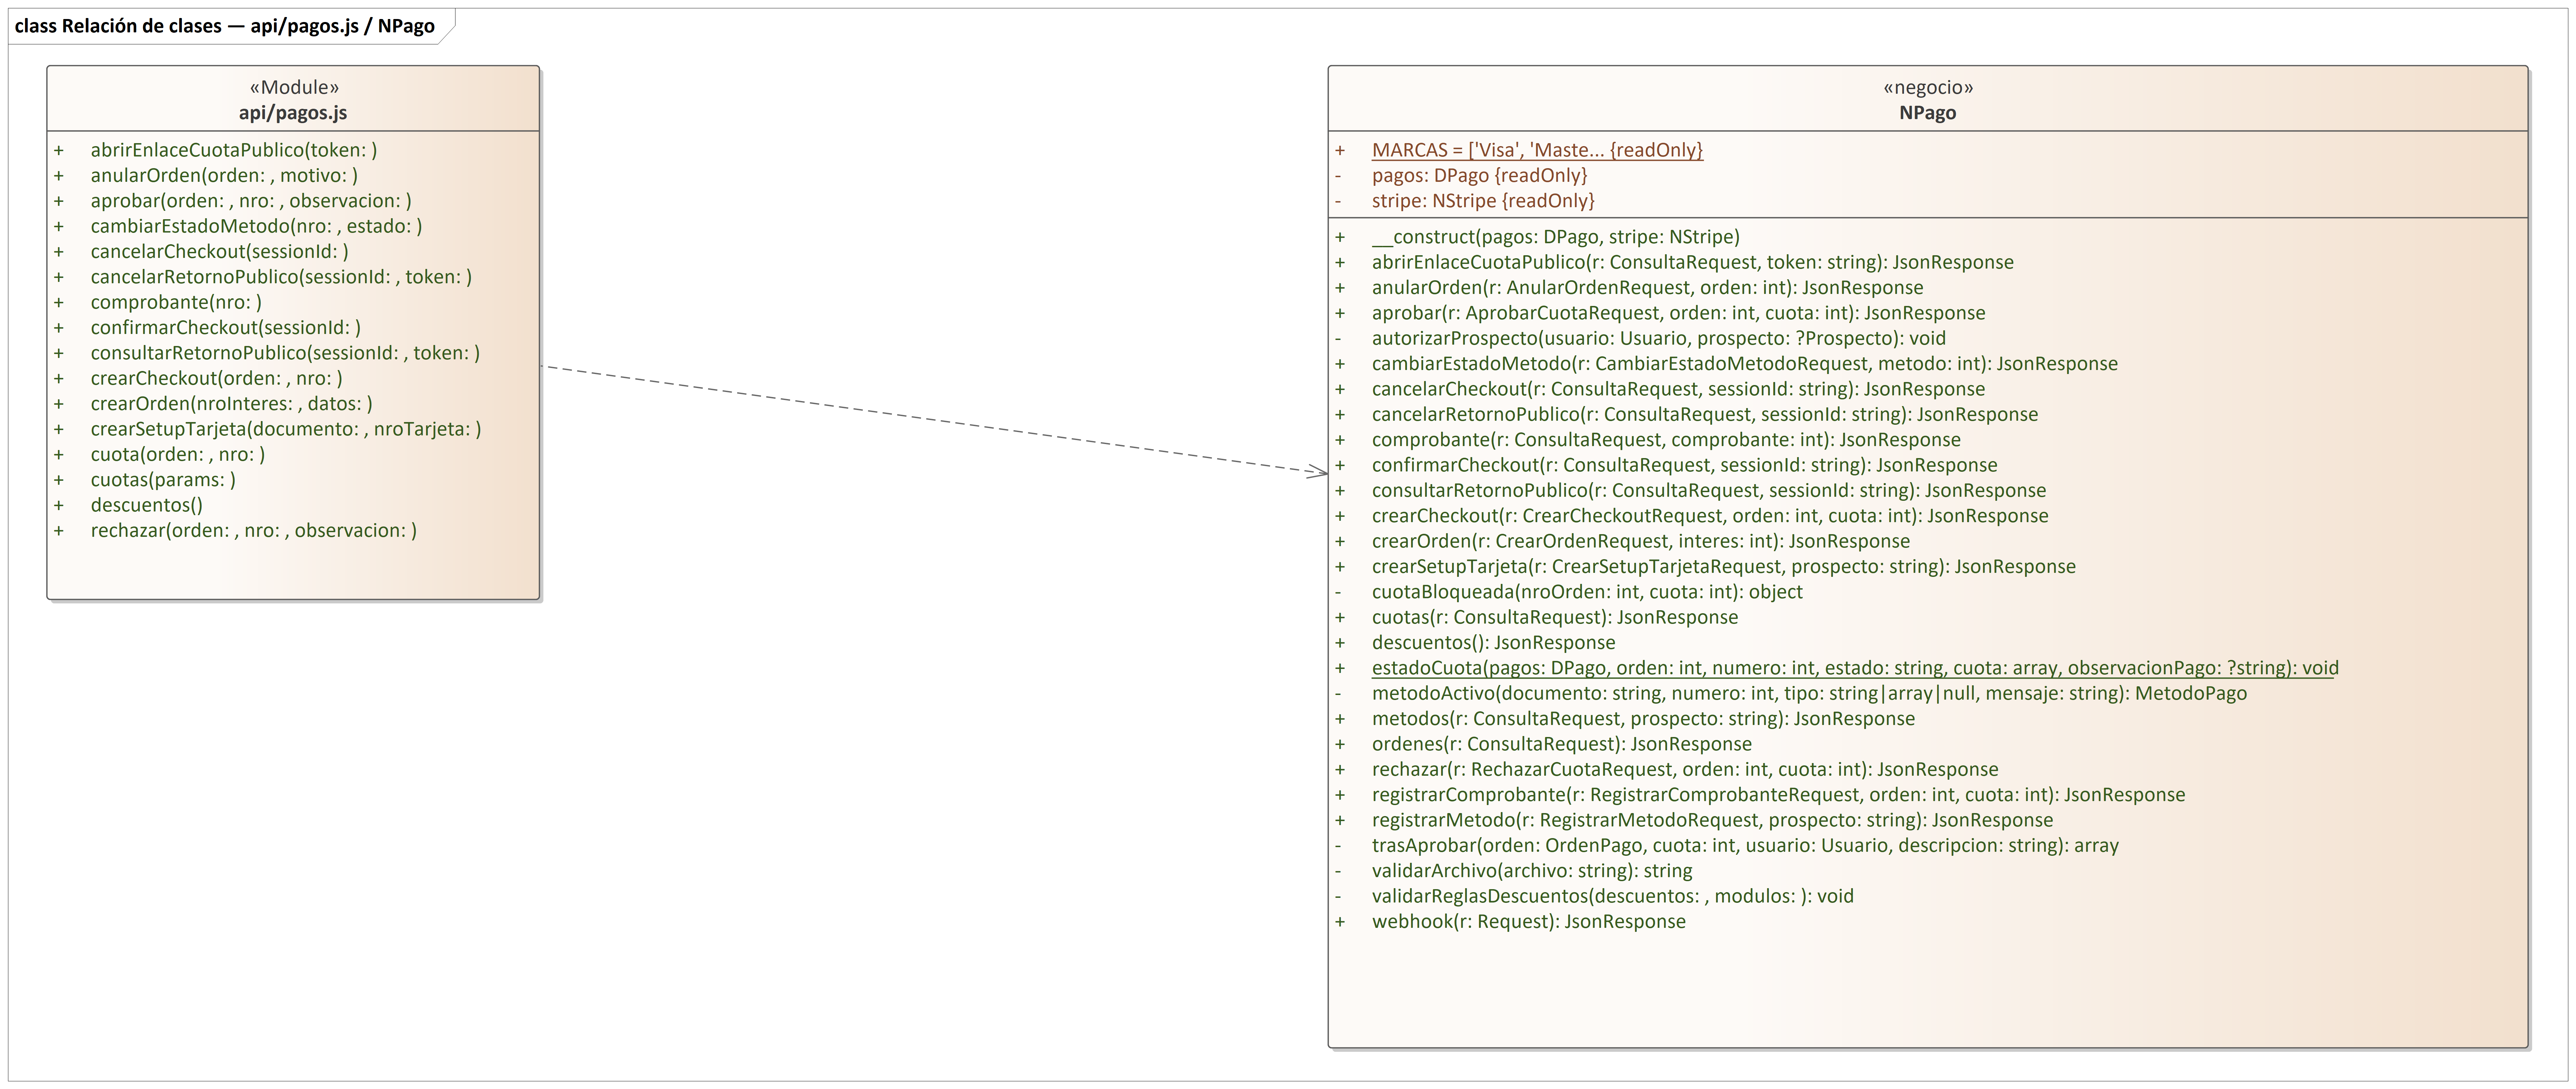 class Relación de clases — api/pagos.js / NPago
«Module»
api/pagos.js
+ abrirEnlaceCuotaPublico(token: )
+ anularOrden(orden: , motivo: )
+ aprobar(orden: , nro: , observacion: )
+ cambiarEstadoMetodo(nro: , estado: )
+ cancelarCheckout(sessionId: )
+ cancelarRetornoPublico(sessionId: , token: )
+ comprobante(nro: )
+ confirmarCheckout(sessionId: )
+ consultarRetornoPublico(sessionId: , token: )
+ crearCheckout(orden: , nro: )
+ crearOrden(nroInteres: , datos: )
+ crearSetupTarjeta(documento: , nroTarjeta: )
+ cuota(orden: , nro: )
+ cuotas(params: )
+ descuentos()
+ rechazar(orden: , nro: , observacion: )
«negocio»
NPago
+ MARCAS = ['Visa', 'Maste... {readOnly}
- pagos: DPago {readOnly}
- stripe: NStripe {readOnly}
+ __construct(pagos: DPago, stripe: NStripe)
+ abrirEnlaceCuotaPublico(r: ConsultaRequest, token: string): JsonResponse
+ anularOrden(r: AnularOrdenRequest, orden: int): JsonResponse
+ aprobar(r: AprobarCuotaRequest, orden: int, cuota: int): JsonResponse
- autorizarProspecto(usuario: Usuario, prospecto: ?Prospecto): void
+ cambiarEstadoMetodo(r: CambiarEstadoMetodoRequest, metodo: int): JsonResponse
+ cancelarCheckout(r: ConsultaRequest, sessionId: string): JsonResponse
+ cancelarRetornoPublico(r: ConsultaRequest, sessionId: string): JsonResponse
+ comprobante(r: ConsultaRequest, comprobante: int): JsonResponse
+ confirmarCheckout(r: ConsultaRequest, sessionId: string): JsonResponse
+ consultarRetornoPublico(r: ConsultaRequest, sessionId: string): JsonResponse
+ crearCheckout(r: CrearCheckoutRequest, orden: int, cuota: int): JsonResponse
+ crearOrden(r: CrearOrdenRequest, interes: int): JsonResponse
+ crearSetupTarjeta(r: CrearSetupTarjetaRequest, prospecto: string): JsonResponse
- cuotaBloqueada(nroOrden: int, cuota: int): object
+ cuotas(r: ConsultaRequest): JsonResponse
+ descuentos(): JsonResponse
+ estadoCuota(pagos: DPago, orden: int, numero: int, estado: string, cuota: array, observacionPago: ?string): void
- metodoActivo(documento: string, numero: int, tipo: string|array|null, mensaje: string): MetodoPago
+ metodos(r: ConsultaRequest, prospecto: string): JsonResponse
+ ordenes(r: ConsultaRequest): JsonResponse
+ rechazar(r: RechazarCuotaRequest, orden: int, cuota: int): JsonResponse
+ registrarComprobante(r: RegistrarComprobanteRequest, orden: int, cuota: int): JsonResponse
+ registrarMetodo(r: RegistrarMetodoRequest, prospecto: string): JsonResponse
- trasAprobar(orden: OrdenPago, cuota: int, usuario: Usuario, descripcion: string): array
- validarArchivo(archivo: string): string
- validarReglasDescuentos(descuentos: , modulos: ): void
+ webhook(r: Request): JsonResponse